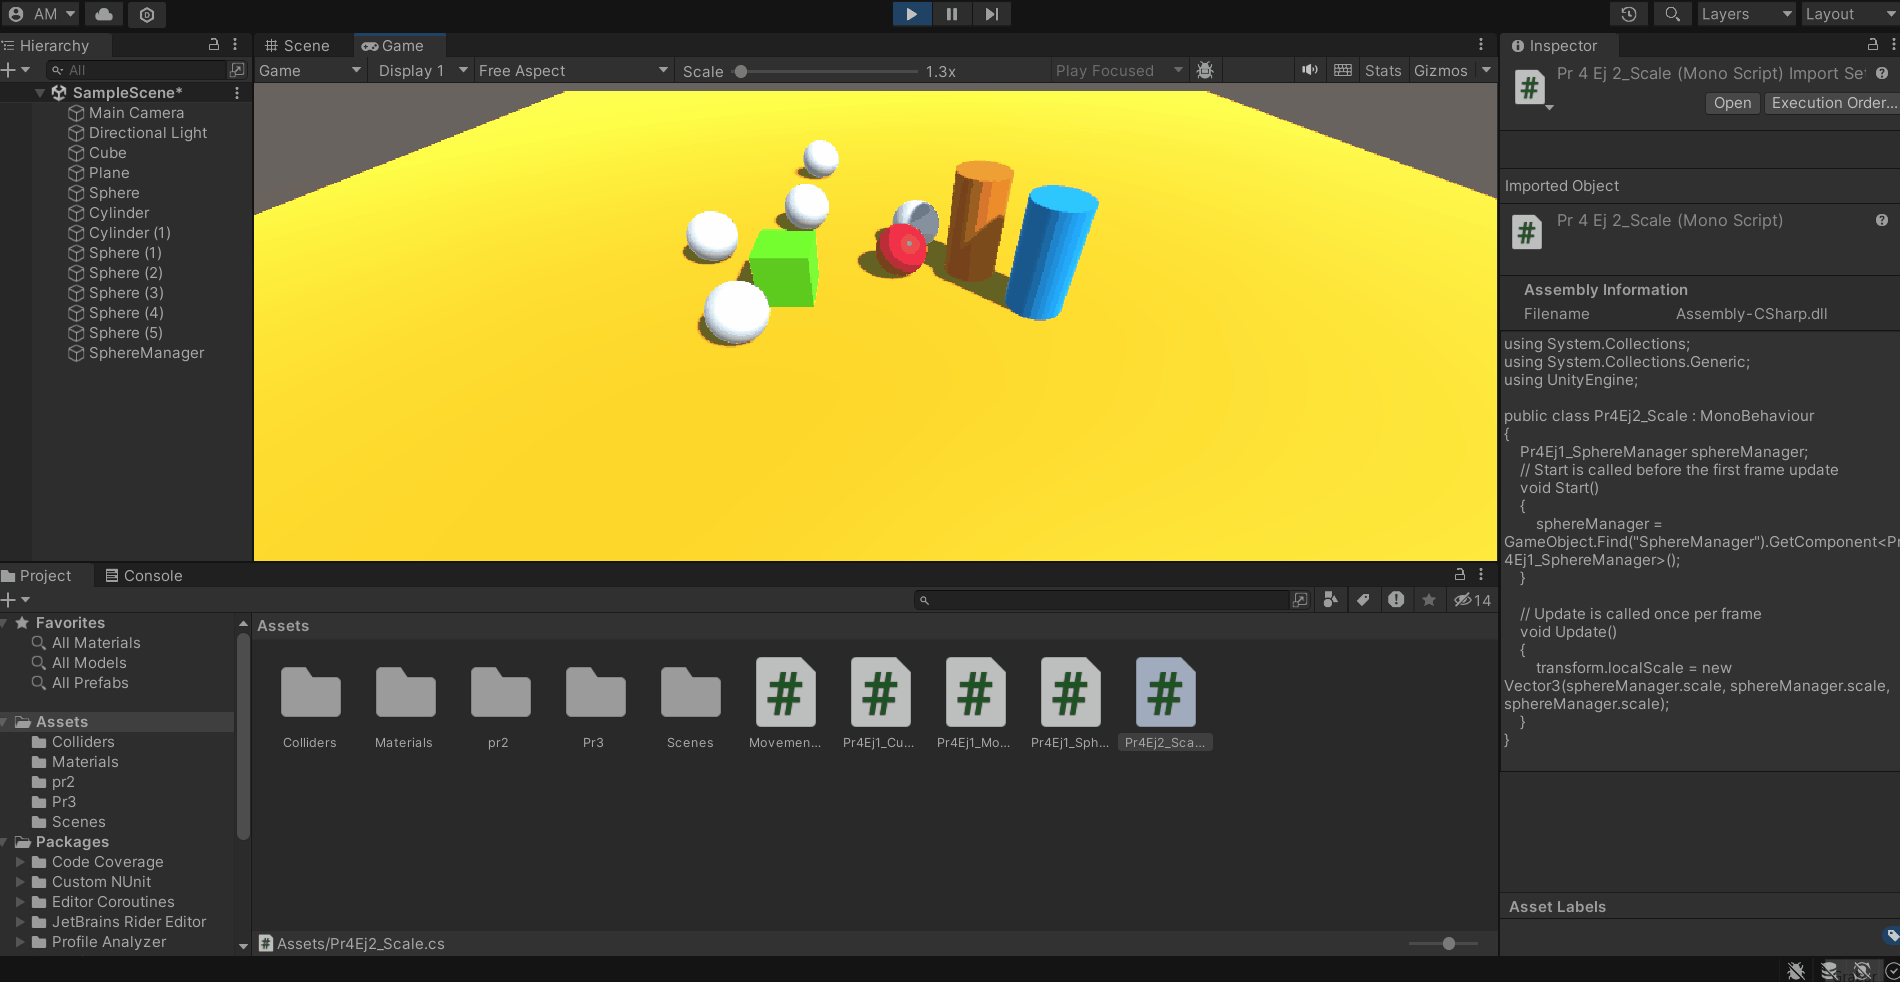 AM
Layers
Layout
Hierarchy
All
SampleScene*
Main Camera
Directional Light
Cube
Plane
Sphere
Cylinder
Cylinder (1)
Sphere (1)
Sphere (2)
Sphere (3)
Sphere (4)
Sphere (5)
SphereManager
Scene
Game
Game
Display 1
Free Aspect
Scale
1.3x
Play Focused
Stats
Gizmos
Inspector
Pr 4 Ej 2_Scale (Mono Script) Import Set
Open
Execution Order...
Imported Object
Pr 4 Ej 2_Scale (Mono Script)
Assembly Information
Filename Assembly-CSharp.dll
using System.Collections;
using System.Collections.Generic;
using UnityEngine;
public class Pr4Ej2_Scale : MonoBehaviour
{
Pr4Ej1_SphereManager sphereManager;
// Start is called before the first frame update
void Start()
{
sphereManager =
GameObject.Find("SphereManager").GetComponent<Pr
4Ej1_SphereManager>();
}
// Update is called once per frame
void Update()
{
transform.localScale = new
Vector3(sphereManager.scale, sphereManager.scale,
sphereManager.scale);
}
}
Asset Labels
Project
Console
14
Favorites
All Materials
All Models
All Prefabs
Assets
Colliders
Materials
pr2
Pr3
Scenes
Packages
Code Coverage
Custom NUnit
Editor Coroutines
JetBrains Rider Editor
Profile Analyzer
Assets
Colliders
Materials
pr2
Pr3
Scenes
Movemen...
Pr4Ej1_Cu...
Pr4Ej1_Mo...
Pr4Ej1_Sph...
Pr4Ej2_Sca...
Assets/Pr4Ej2_Scale.cs